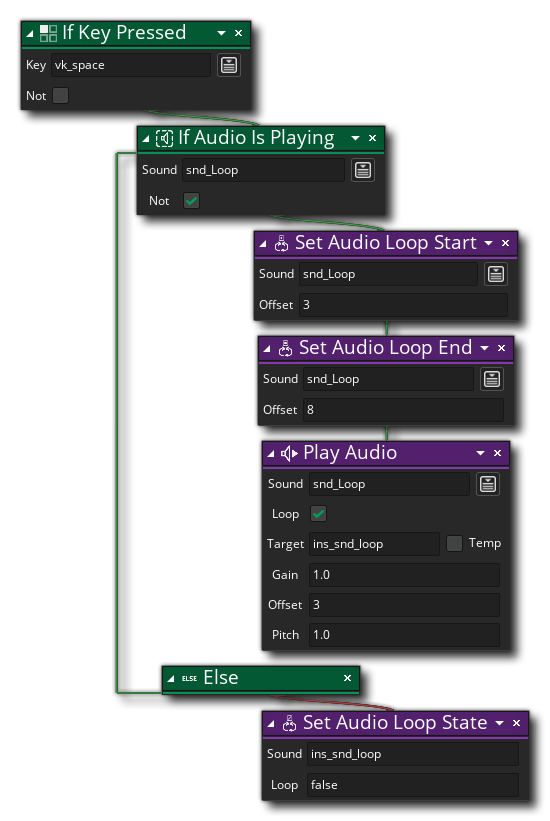 If Key Pressed
Key vk_space
Not
If Audio Is Playing
Sound snd_Loop
Not
Set Audio Loop Start
Sound snd_Loop
Offset 3
Set Audio Loop End
Sound snd_Loop
Offset 8
Play Audio
Sound snd_Loop
Loop
Target ins_snd_loop Temp
Gain 1.0
Offset 3
Pitch 1.0
ELSE Else
Set Audio Loop State
Sound ins_snd_loop
Loop false